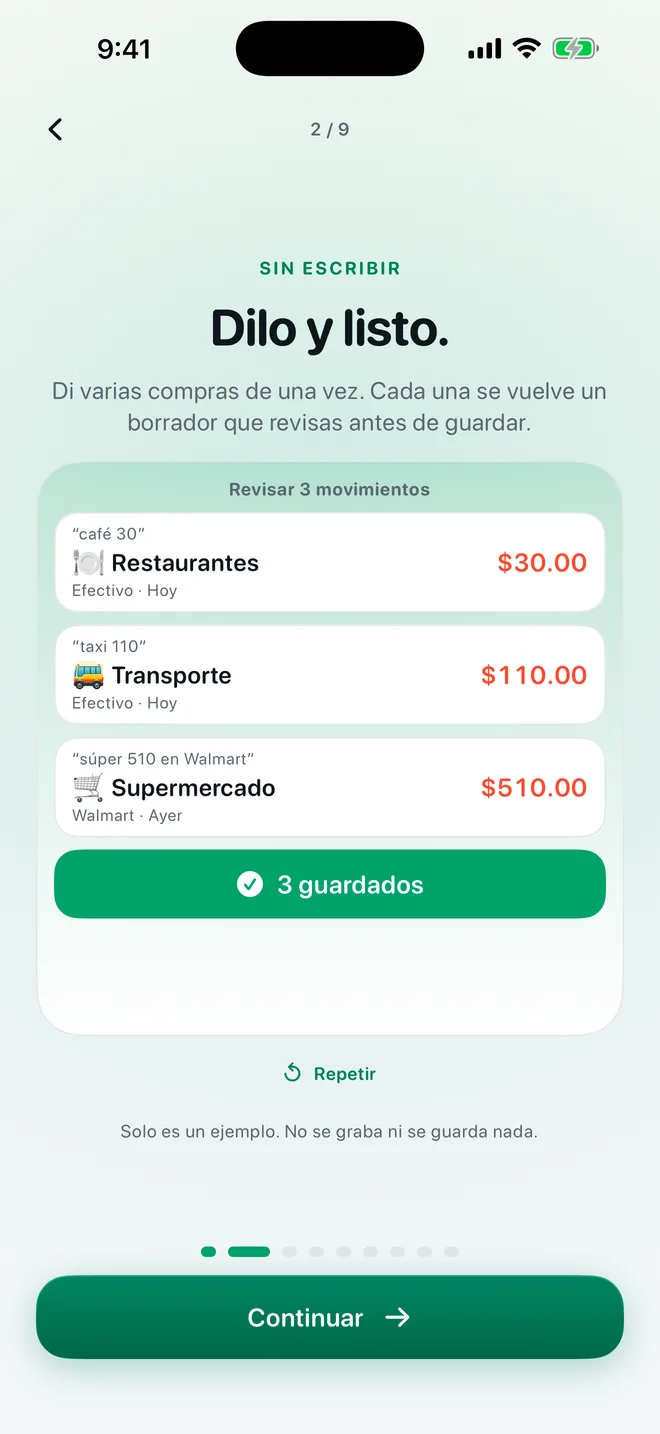 9:41
2 / 9
SIN ESCRIBIR
Dilo y listo.
Di varias compras de una vez. Cada una se vuelve un
borrador que revisas antes de guardar.
Revisar 3 movimientos
“café 30”
Restaurantes
$30.00
Efectivo · Hoy
“taxi 110”
Transporte
$110.00
Efectivo · Hoy
“súper 510 en Walmart”
Supermercado
$510.00
Walmart · Ayer
3 guardados
Repetir
Solo es un ejemplo. No se graba ni se guarda nada.
Continuar